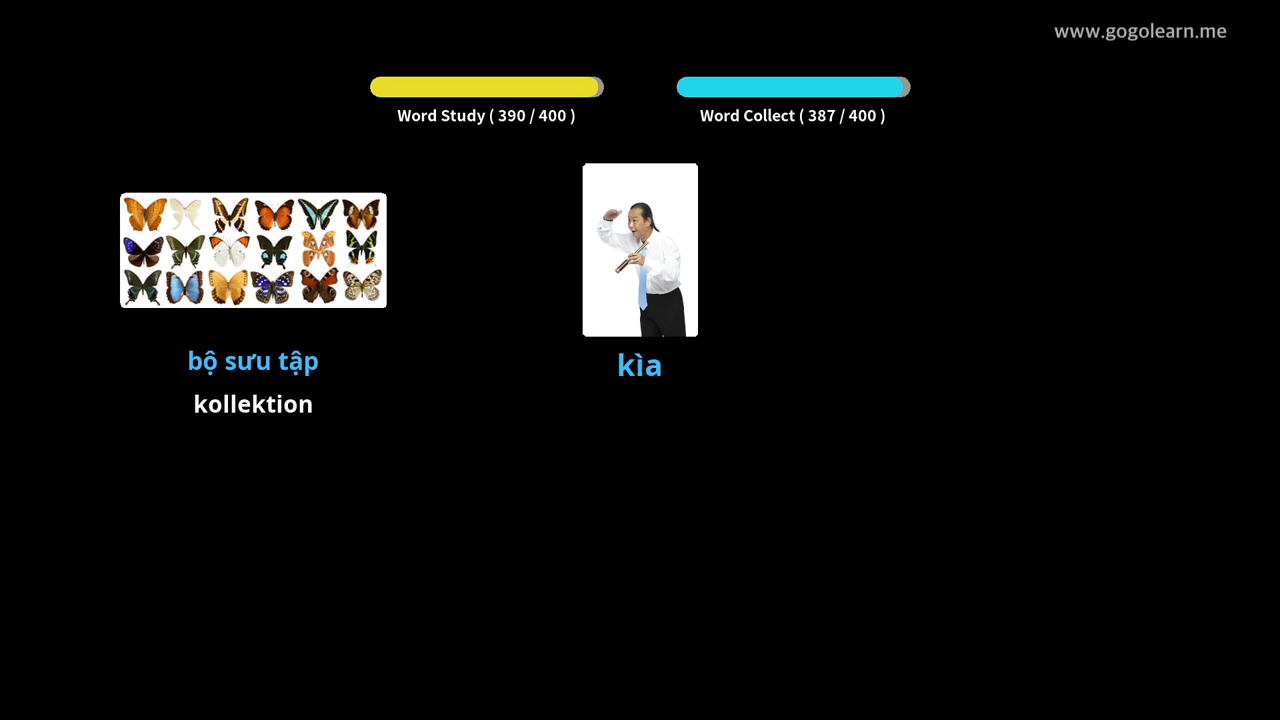 www.gogolearn.me
Word Study ( 390 / 400 )
Word Collect ( 387 / 400 )
bộ sưu tập
kollektion
kìa